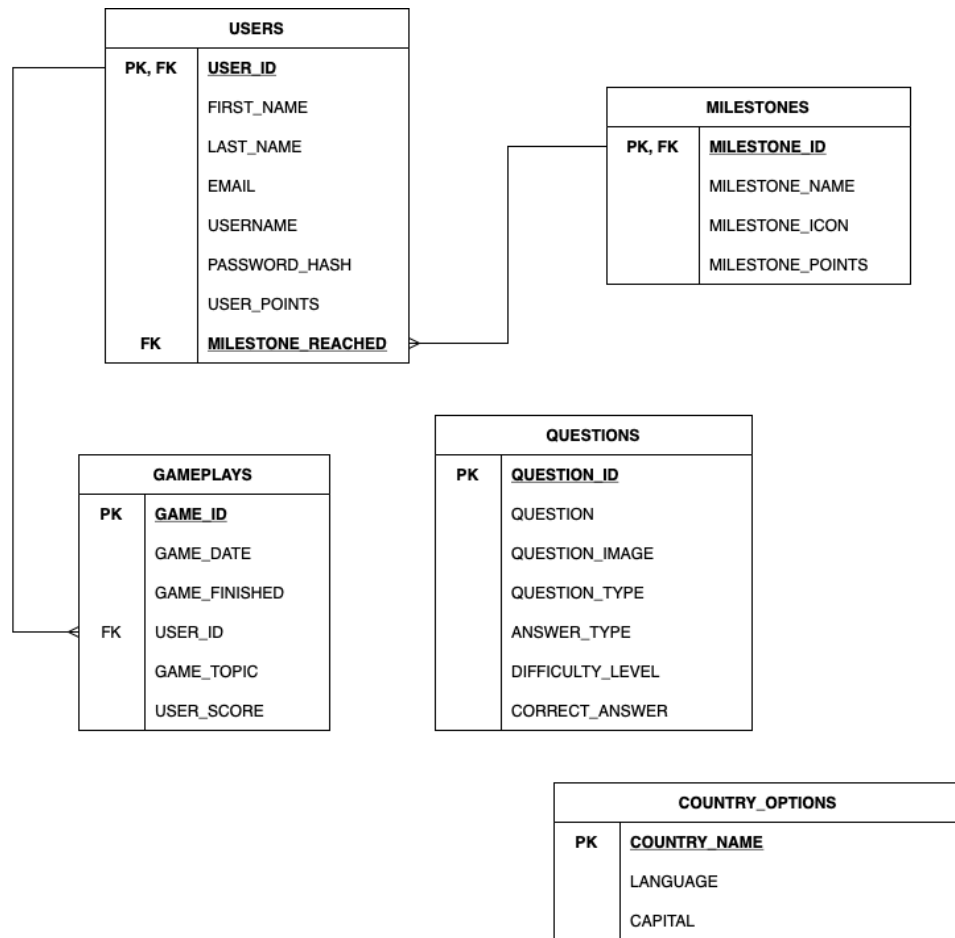 USERS
PK, FK USER_ID
FIRST_NAME
LAST_NAME
EMAIL
USERNAME
PASSWORD_HASH
USER_POINTS
FK MILESTONE_REACHED
MILESTONES
PK, FK MILESTONE_ID
MILESTONE_NAME
MILESTONE_ICON
MILESTONE_POINTS
GAMEPLAYS
PK GAME_ID
GAME_DATE
GAME_FINISHED
FK USER_ID
GAME_TOPIC
USER_SCORE
QUESTIONS
PK QUESTION_ID
QUESTION
QUESTION_IMAGE
QUESTION_TYPE
ANSWER_TYPE
DIFFICULTY_LEVEL
CORRECT_ANSWER
COUNTRY_OPTIONS
PK COUNTRY_NAME
LANGUAGE
CAPITAL